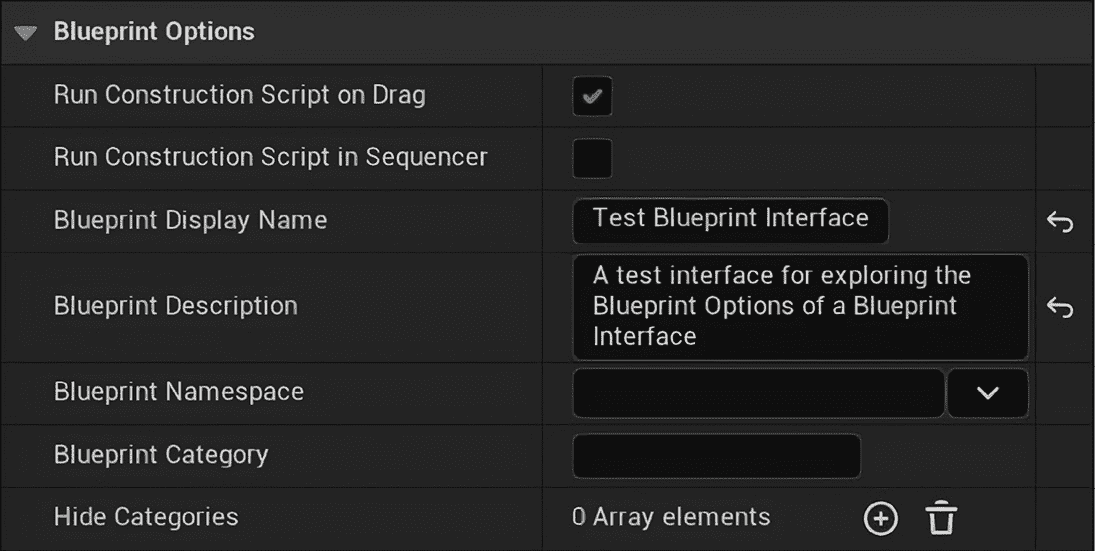 Blueprint Options
Run Construction Script on Drag
Run Construction Script in Sequencer
Blueprint Display Name
Test Blueprint Interface
Blueprint Description
A test interface for exploring the
Blueprint Options of a Blueprint
Interface
Blueprint Namespace
Blueprint Category
Hide Categories
0 Array elements